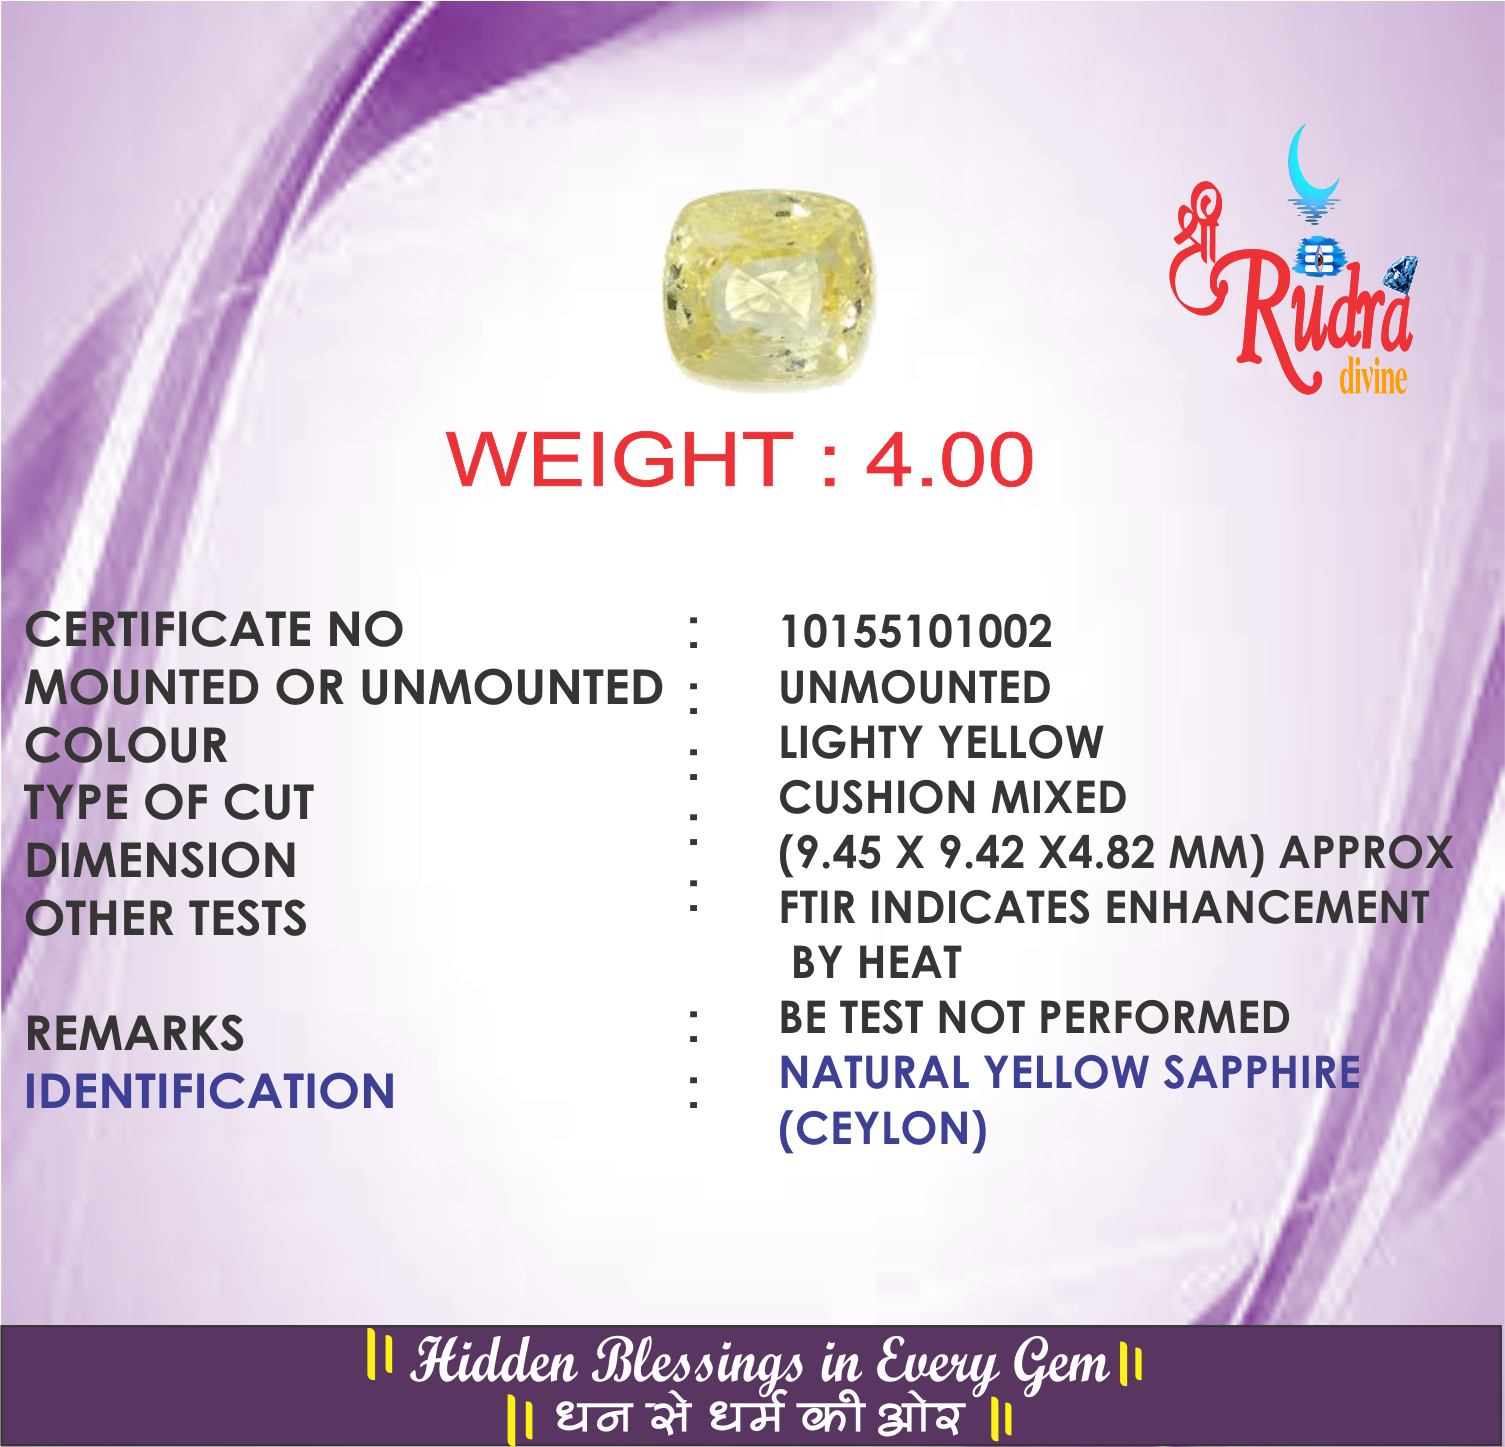 श्री
Rudra
divine
WEIGHT : 4.00
CERTIFICATE NO : 10155101002
MOUNTED OR UNMOUNTED : UNMOUNTED
COLOUR : LIGHTY YELLOW
TYPE OF CUT : CUSHION MIXED
DIMENSION : (9.45 X 9.42 X4.82 MM) APPROX
OTHER TESTS FTIR INDICATES ENHANCEMENT
BY HEAT
REMARKS : BE TEST NOT PERFORMED
IDENTIFICATION : NATURAL YELLOW SAPPHIRE
(CEYLON)
|| Hidden Blessings in Every Gem ||
|| धन से धर्म की ओर ||